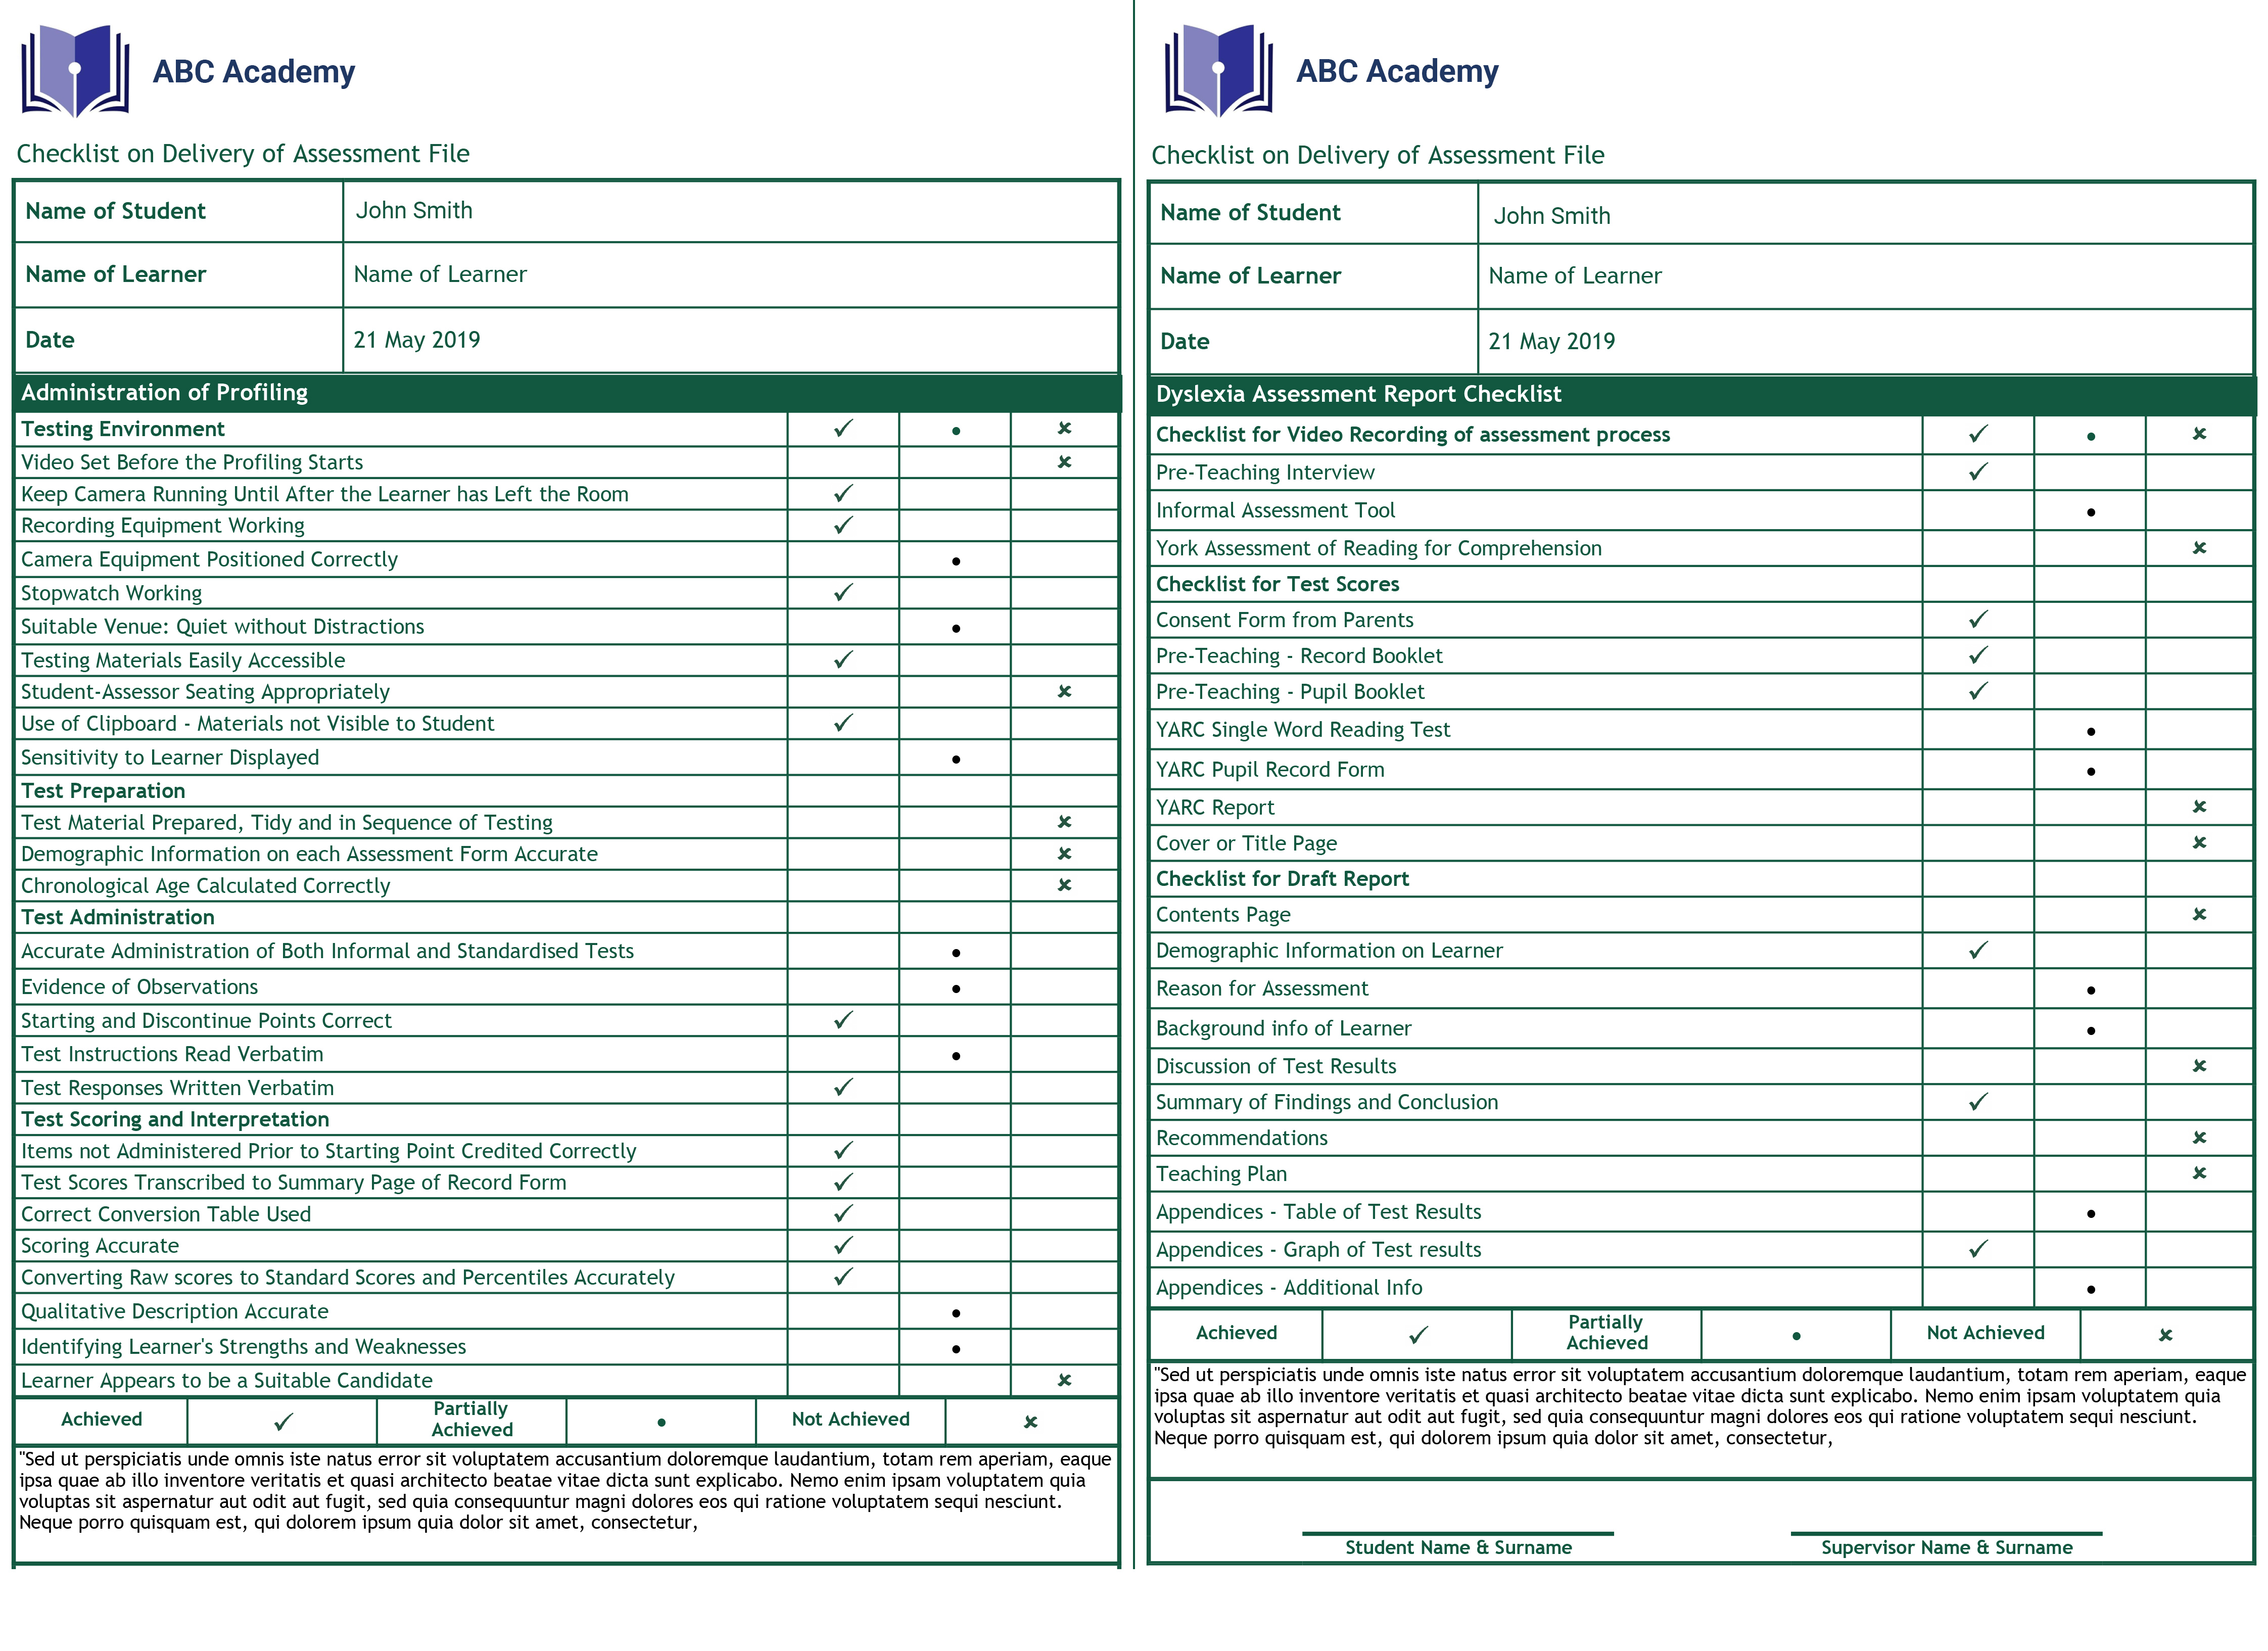 ABC Academy
Checklist on Delivery of Assessment File
Name of Student John Smith
Name of Learner Name of Learner
Date 21 May 2019
Administration of Profiling
Testing Environment ✓ • ✘
Video Set Before the Profiling Starts ✘
Keep Camera Running Until After the Learner has Left the Room ✓
Recording Equipment Working ✓
Camera Equipment Positioned Correctly •
Stopwatch Working ✓
Suitable Venue: Quiet without Distractions •
Testing Materials Easily Accessible ✓
Student-Assessor Seating Appropriately ✘
Use of Clipboard - Materials not Visible to Student ✓
Sensitivity to Learner Displayed •
Test Preparation
Test Material Prepared, Tidy and in Sequence of Testing ✘
Demographic Information on each Assessment Form Accurate ✘
Chronological Age Calculated Correctly ✘
Test Administration
Accurate Administration of Both Informal and Standardised Tests •
Evidence of Observations •
Starting and Discontinue Points Correct ✓
Test Instructions Read Verbatim •
Test Responses Written Verbatim ✓
Test Scoring and Interpretation
Items not Administered Prior to Starting Point Credited Correctly ✓
Test Scores Transcribed to Summary Page of Record Form ✓
Correct Conversion Table Used ✓
Scoring Accurate ✓
Converting Raw scores to Standard Scores and Percentiles Accurately ✓
Qualitative Description Accurate •
Identifying Learner's Strengths and Weaknesses •
Learner Appears to be a Suitable Candidate ✘
Achieved ✓ Partially Achieved • Not Achieved ✘
"Sed ut perspiciatis unde omnis iste natus error sit voluptatem accusantium doloremque laudantium, totam rem aperiam, eaque
ipsa quae ab illo inventore veritatis et quasi architecto beatae vitae dicta sunt explicabo. Nemo enim ipsam voluptatem quia
voluptas sit aspernatur aut odit aut fugit, sed quia consequuntur magni dolores eos qui ratione voluptatem sequi nesciunt.
Neque porro quisquam est, qui dolorem ipsum quia dolor sit amet, consectetur,
ABC Academy
Checklist on Delivery of Assessment File
Name of Student John Smith
Name of Learner Name of Learner
Date 21 May 2019
Dyslexia Assessment Report Checklist
Checklist for Video Recording of assessment process ✓ • ✘
Pre-Teaching Interview ✓
Informal Assessment Tool •
York Assessment of Reading for Comprehension ✘
Checklist for Test Scores
Consent Form from Parents ✓
Pre-Teaching - Record Booklet ✓
Pre-Teaching - Pupil Booklet ✓
YARC Single Word Reading Test •
YARC Pupil Record Form •
YARC Report ✘
Cover or Title Page ✘
Checklist for Draft Report
Contents Page ✘
Demographic Information on Learner ✓
Reason for Assessment •
Background info of Learner •
Discussion of Test Results ✘
Summary of Findings and Conclusion ✓
Recommendations ✘
Teaching Plan ✘
Appendices - Table of Test Results •
Appendices - Graph of Test results ✓
Appendices - Additional Info •
Achieved ✓ Partially Achieved • Not Achieved ✘
"Sed ut perspiciatis unde omnis iste natus error sit voluptatem accusantium doloremque laudantium, totam rem aperiam, eaque
ipsa quae ab illo inventore veritatis et quasi architecto beatae vitae dicta sunt explicabo. Nemo enim ipsam voluptatem quia
voluptas sit aspernatur aut odit aut fugit, sed quia consequuntur magni dolores eos qui ratione voluptatem sequi nesciunt.
Neque porro quisquam est, qui dolorem ipsum quia dolor sit amet, consectetur,
Student Name & Surname Supervisor Name & Surname